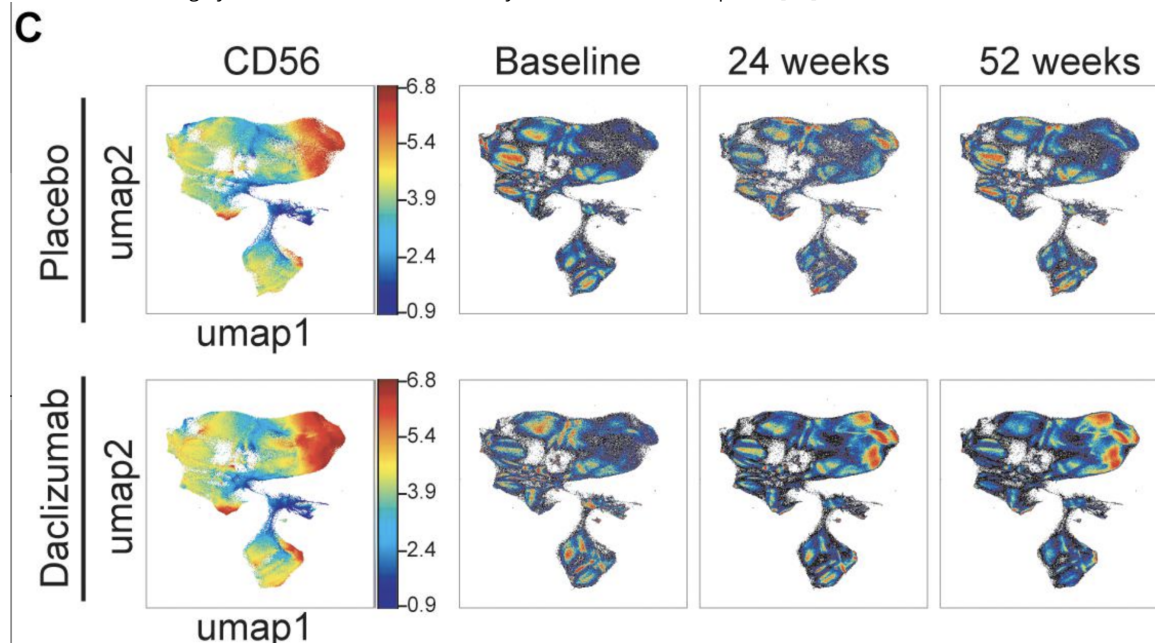 C
CD56
Baseline
24 weeks
52 weeks
Placebo
umap2
6.8
5.4
3.9
2.4
0.9
umap1
Daclizumab
umap2
6.8
5.4
3.9
2.4
0.9
umap1